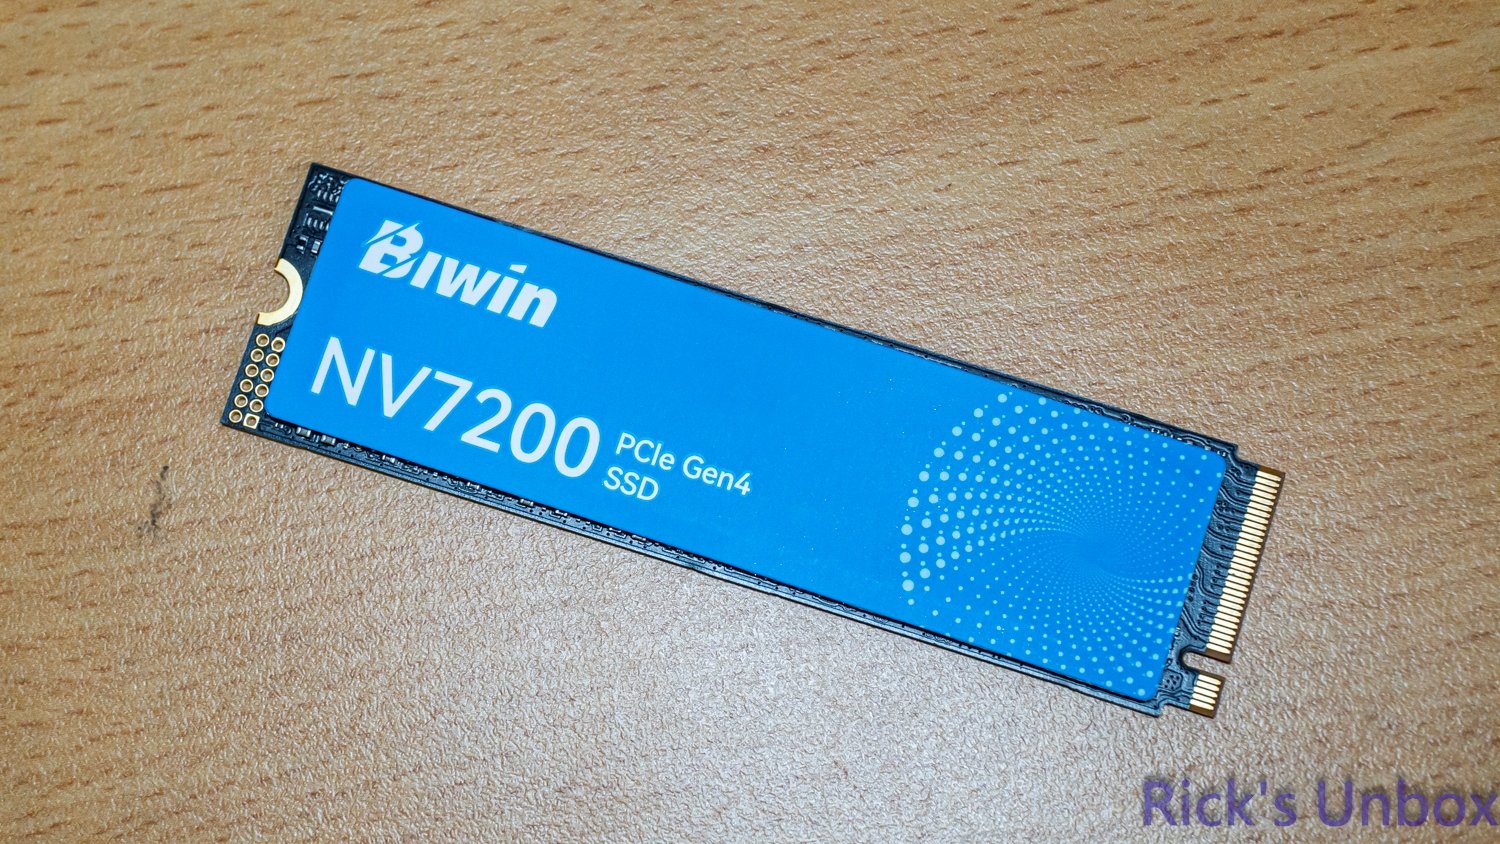 Biwin
NV7200 PCIe Gen4
SSD
Rick's Unbox